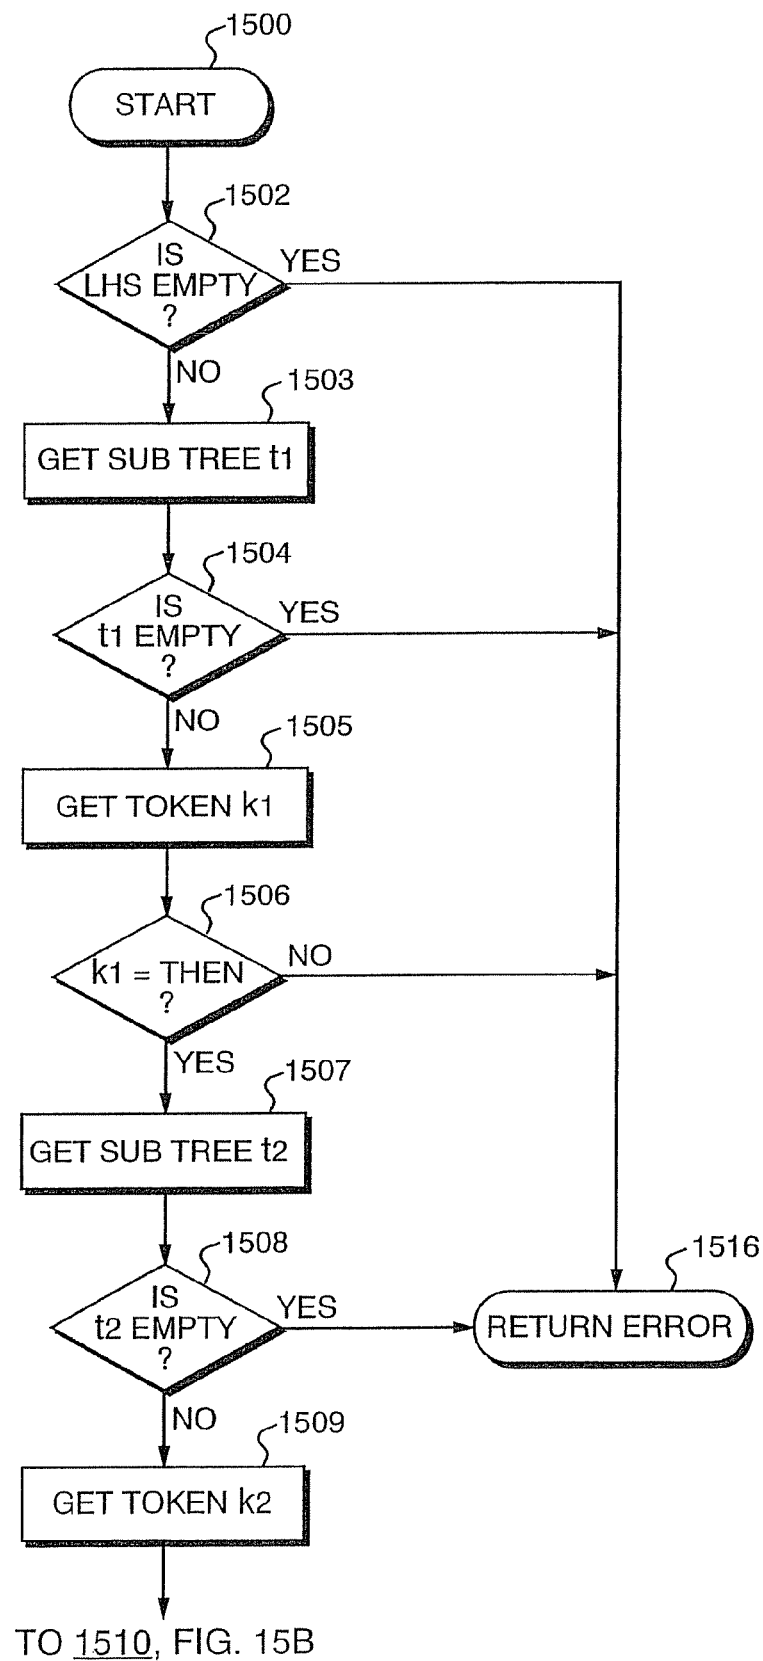 1500
START
1502
IS
LHS EMPTY
?
YES
NO
1503
GET SUB TREE t1
1504
IS
t1 EMPTY
?
YES
NO
1505
GET TOKEN k1
1506
k1 = THEN
?
NO
YES
1507
GET SUB TREE t2
1508
IS
t2 EMPTY
?
YES
1516
RETURN ERROR
NO
1509
GET TOKEN k2
TO 1510, FIG. 15B